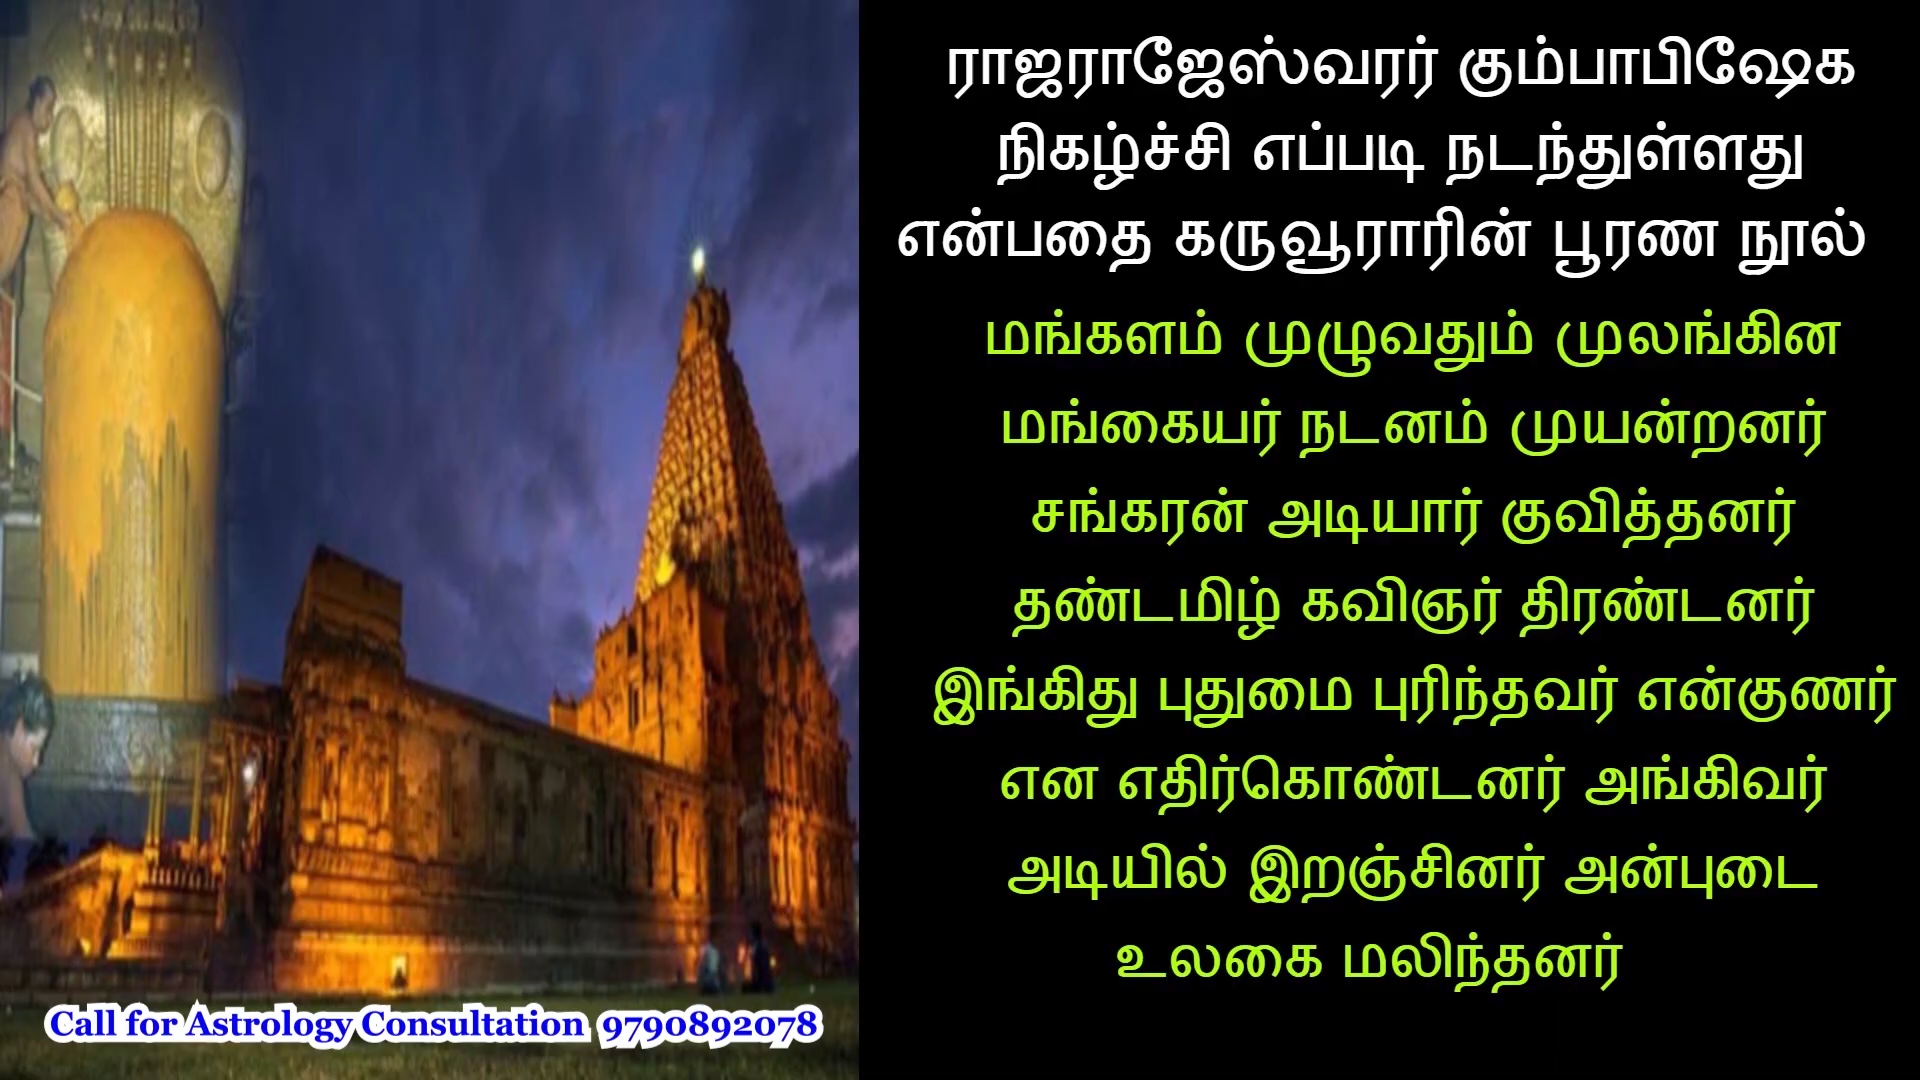 ராஜராஜேஸ்வரர் கும்பாபிஷேக
நிகழ்ச்சி எப்படி நடந்துள்ளது
என்பதை கருவூராரின் பூரண நூல்
மங்களம் முழுவதும் முலங்கின
மங்கையர் நடனம் முயன்றனர்
சங்கரன் அடியார் குவித்தனர்
தண்டமிழ் கவிஞர் திரண்டனர்
இங்கிது புதுமை புரிந்தவர் என்குணர்
என எதிர்கொண்டனர் அங்கிவர்
அடியில் இறஞ்சினர் அன்புடை
உலகை மலிந்தனர்
Call for Astrology Consultation 9790892078